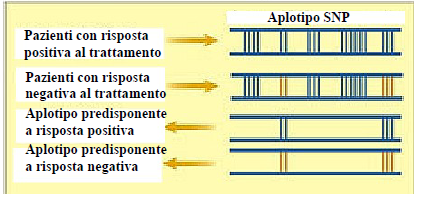 Aplotipo SNP
Pazienti con risposta
positiva al trattamento
Pazienti con risposta
negativa al trattamento
Aplotipo predisponente
a risposta positiva
Aplotipo predisponente
a risposta negativa